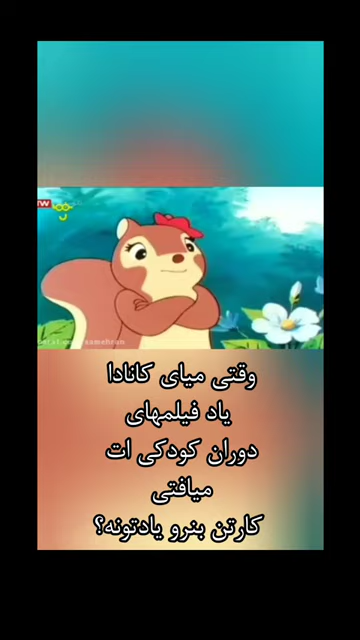 وقتی میای کانادا
یاد فیلمهای
دوران کودکی ات
میافتی
کارتن بنرو یادتونه؟